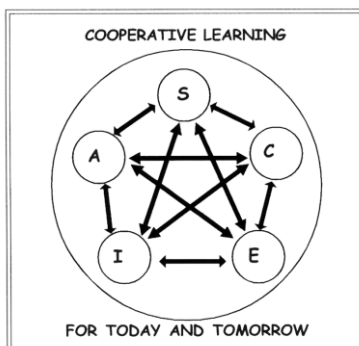 COOPERATIVE LEARNING
S
A C
I E
FOR TODAY AND TOMORROW